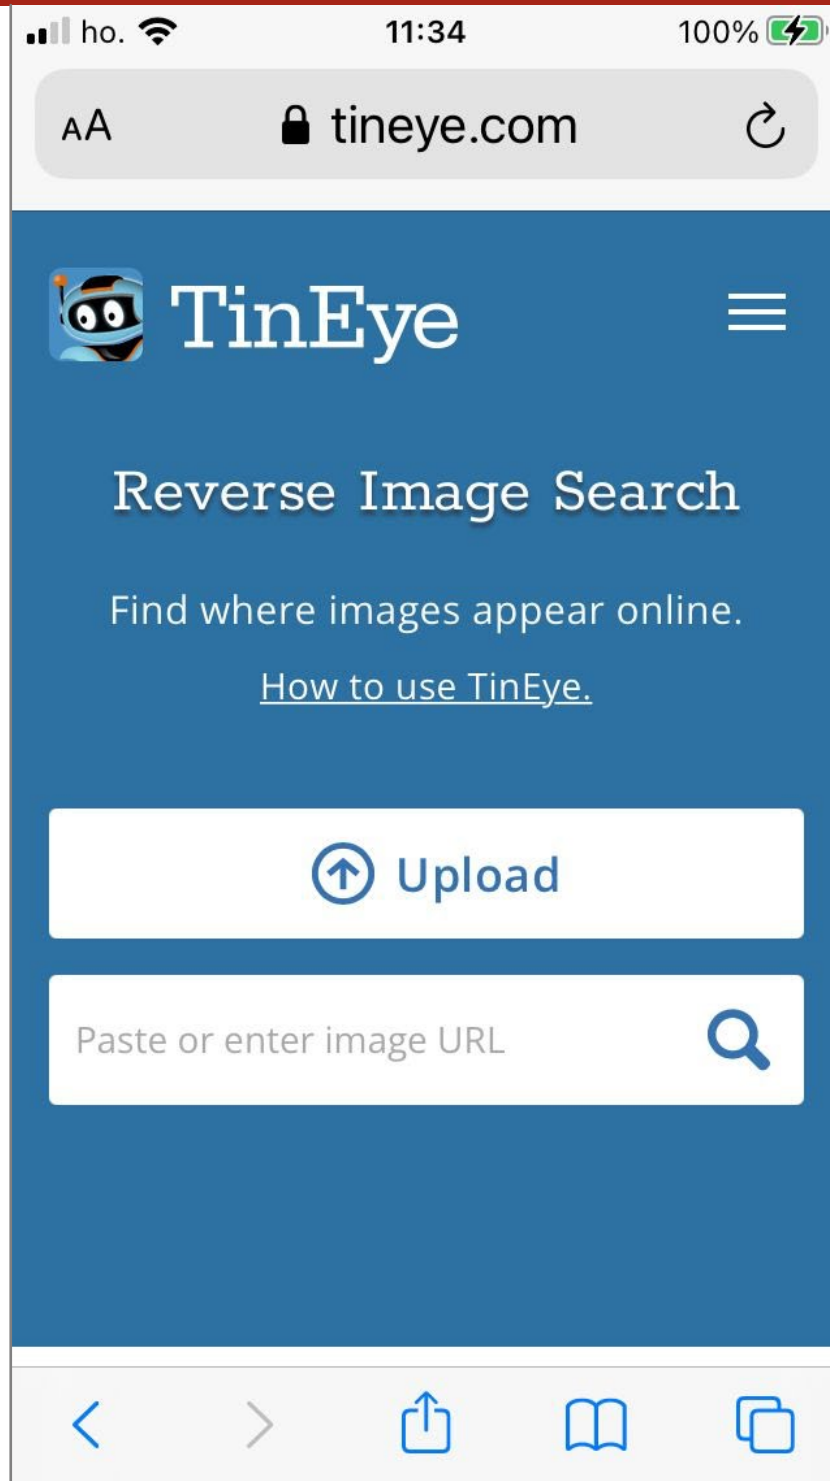 ho. 11:34 100%
AA tineye.com
TinEye
Reverse Image Search
Find where images appear online.
How to use TinEye.
Upload
Paste or enter image URL